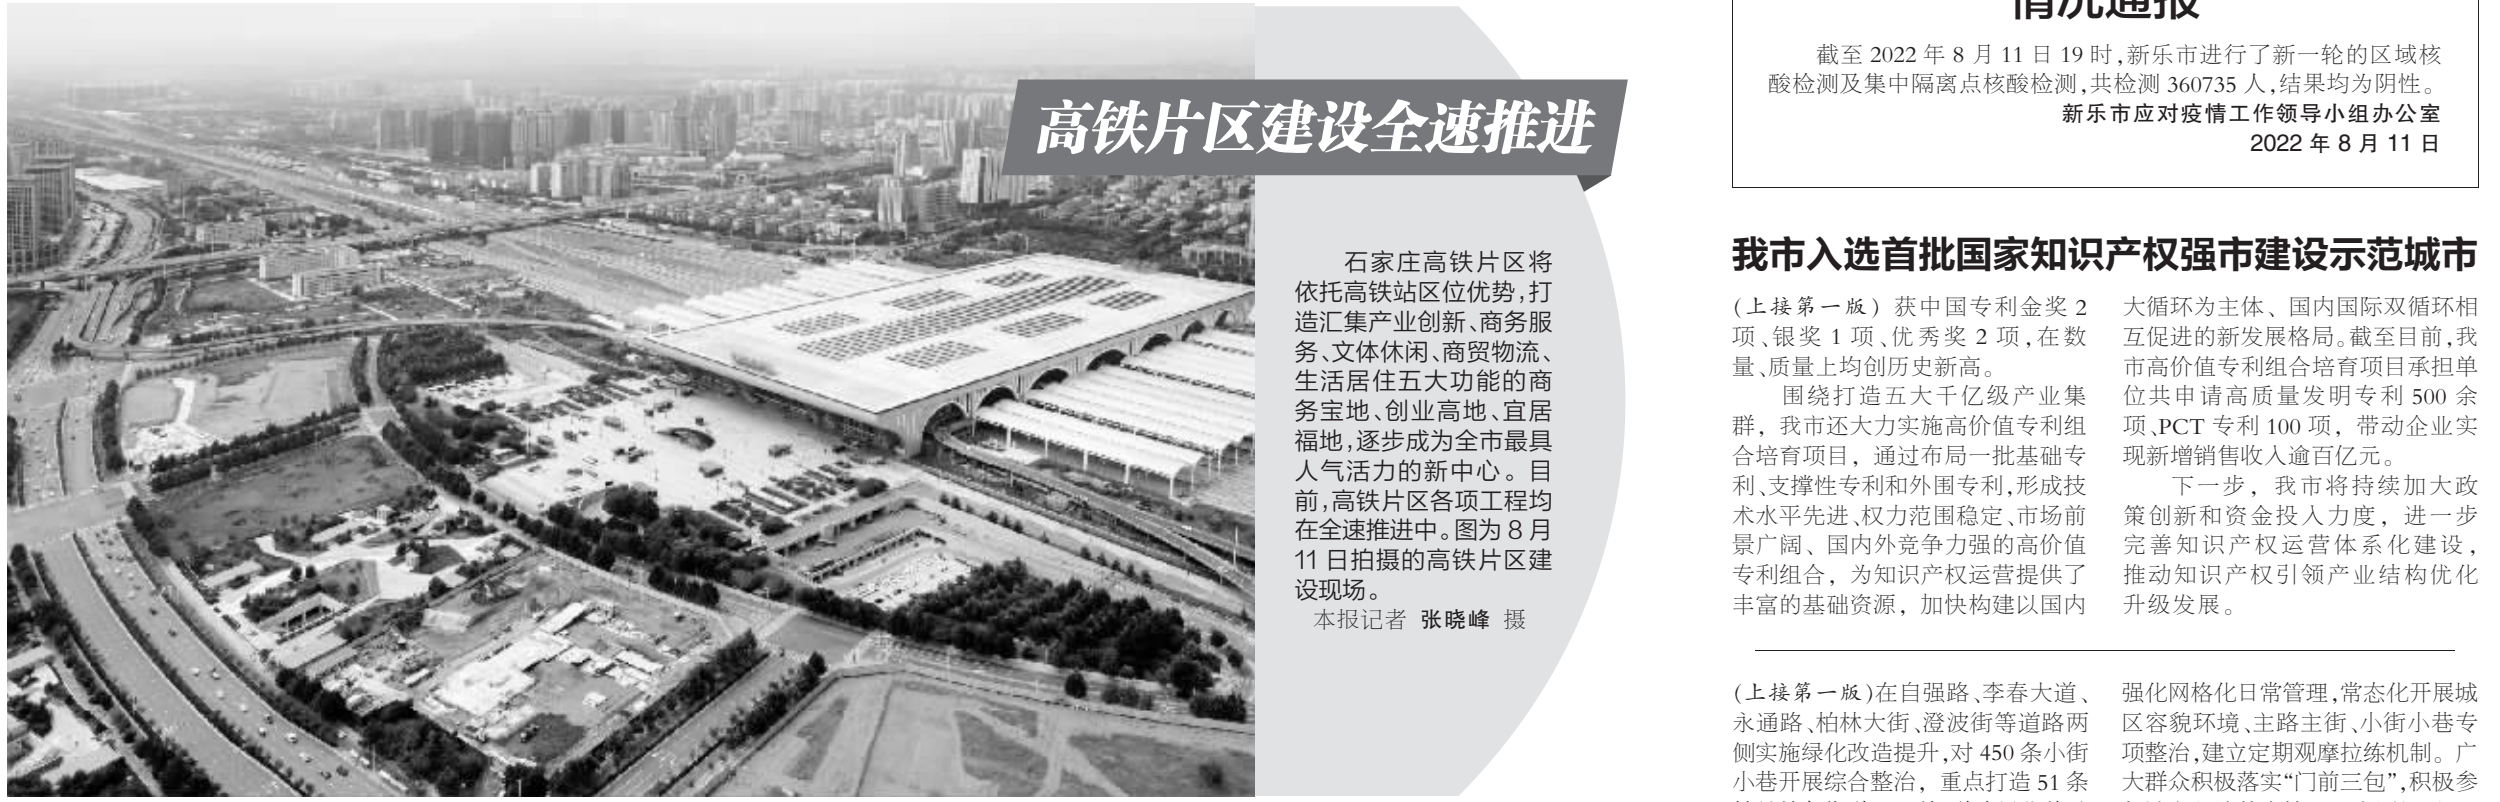 高铁片区建设全速推进
石家庄高铁片区将
依托高铁站区位优势,打
造汇集产业创新、商务服
务、文体休闲、商贸物流、
生活居住五大功能的商
务宝地、创业高地、宜居
福地,逐步成为全市最具
人气活力的新中心。目
前,高铁片区各项工程均
在全速推进中。图为 8 月
11 日拍摄的高铁片区建
设现场。
本报记者 张晓峰 摄
情况通报
截至 2022 年 8 月 11 日 19 时,新乐市进行了新一轮的区域核
酸检测及集中隔离点核酸检测,共检测 360735 人,结果均为阴性。
新乐市应对疫情工作领导小组办公室
2022 年 8 月 11 日
我市入选首批国家知识产权强市建设示范城市
(上接第一版) 获中国专利金奖 2
项、银奖 1 项、优秀奖 2 项,在数
量、质量上均创历史新高。
围绕打造五大千亿级产业集
群，我市还大力实施高价值专利组
合培育项目，通过布局一批基础专
利、支撑性专利和外围专利,形成技
术水平先进、权力范围稳定、市场前
景广阔、国内外竞争力强的高价值
专利组合，为知识产权运营提供了
丰富的基础资源，加快构建以国内
大循环为主体、国内国际双循环相
互促进的新发展格局。截至目前,我
市高价值专利组合培育项目承担单
位共申请高质量发明专利 500 余
项、PCT 专利 100 项，带动企业实
现新增销售收入逾百亿元。
下一步，我市将持续加大政
策创新和资金投入力度，进一步
完善知识产权运营体系化建设，
推动知识产权引领产业结构优化
升级发展。
(上接第一版)在自强路、李春大道、
永通路、柏林大街、澄波街等道路两
侧实施绿化改造提升,对 450 条小街
小巷开展综合整治，重点打造 51 条
强化网格化日常管理,常态化开展城
区容貌环境、主路主街、小街小巷专
项整治,建立定期观摩拉练机制。广
大群众积极落实“门前三包”,积极参